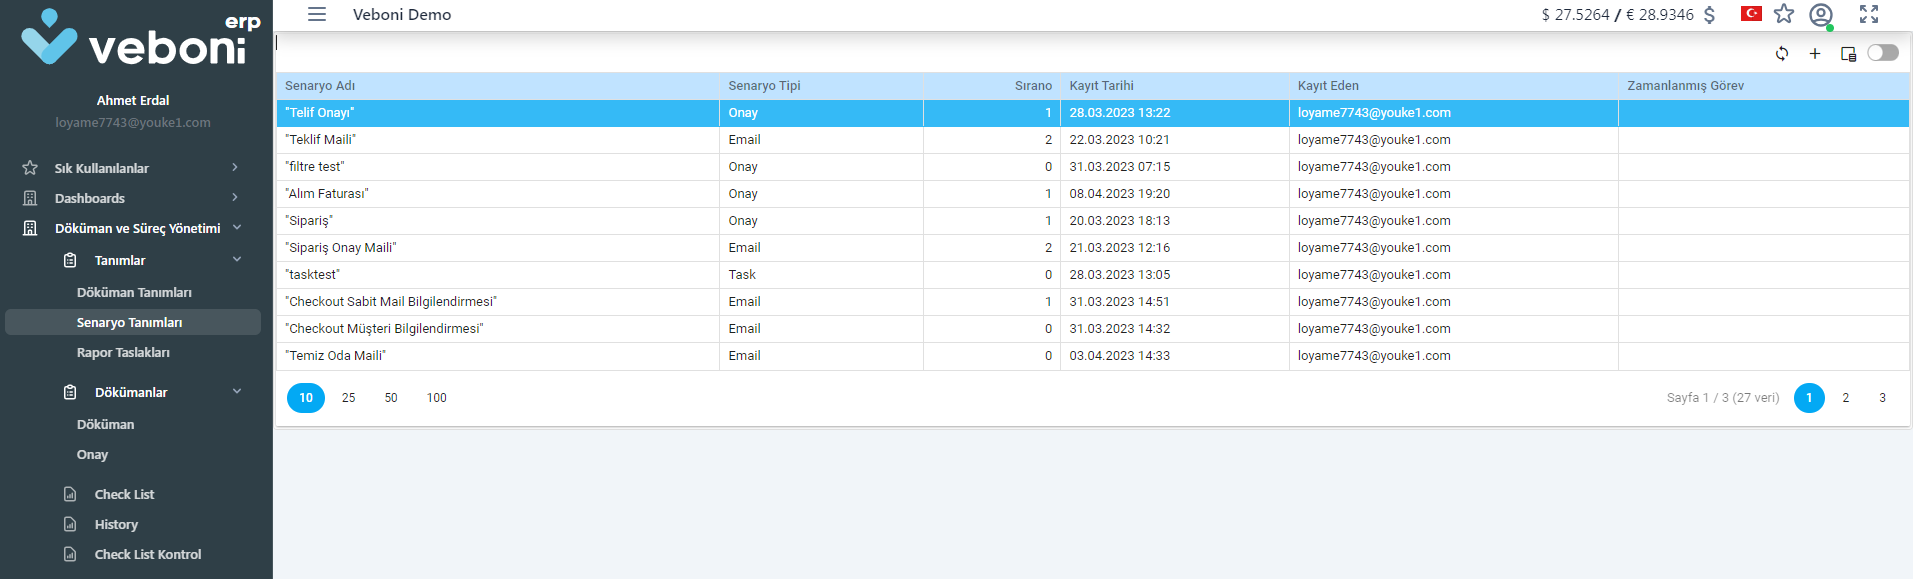 erp
veboni
Ahmet Erdal
loyame7743@youke1.com
Sık Kullanılanlar
Dashboards
Döküman ve Süreç Yönetimi
Tanımlar
Döküman Tanımları
Senaryo Tanımları
Rapor Taslakları
Dökümanlar
Döküman
Onay
Check List
History
Check List Kontrol
Veboni Demo
$ 27.5264 / € 28.9346 $
Senaryo Adı Senaryo Tipi Sırano Kayıt Tarihi Kayıt Eden Zamanlanmış Görev
"Telif Onayı" Onay 1 28.03.2023 13:22 loyame7743@youke1.com
"Teklif Maili" Email 2 22.03.2023 10:21 loyame7743@youke1.com
"filtre test" Onay 0 31.03.2023 07:15 loyame7743@youke1.com
"Alım Faturası" Onay 1 08.04.2023 19:20 loyame7743@youke1.com
"Sipariş" Onay 1 20.03.2023 18:13 loyame7743@youke1.com
"Sipariş Onay Maili" Email 2 21.03.2023 12:16 loyame7743@youke1.com
"tasktest" Task 0 28.03.2023 13:05 loyame7743@youke1.com
"Checkout Sabit Mail Bilgilendirmesi" Email 1 31.03.2023 14:51 loyame7743@youke1.com
"Checkout Müşteri Bilgilendirmesi" Email 0 31.03.2023 14:32 loyame7743@youke1.com
"Temiz Oda Maili" Email 0 03.04.2023 14:33 loyame7743@youke1.com
10 25 50 100 Sayfa 1 / 3 (27 veri) 1 2 3